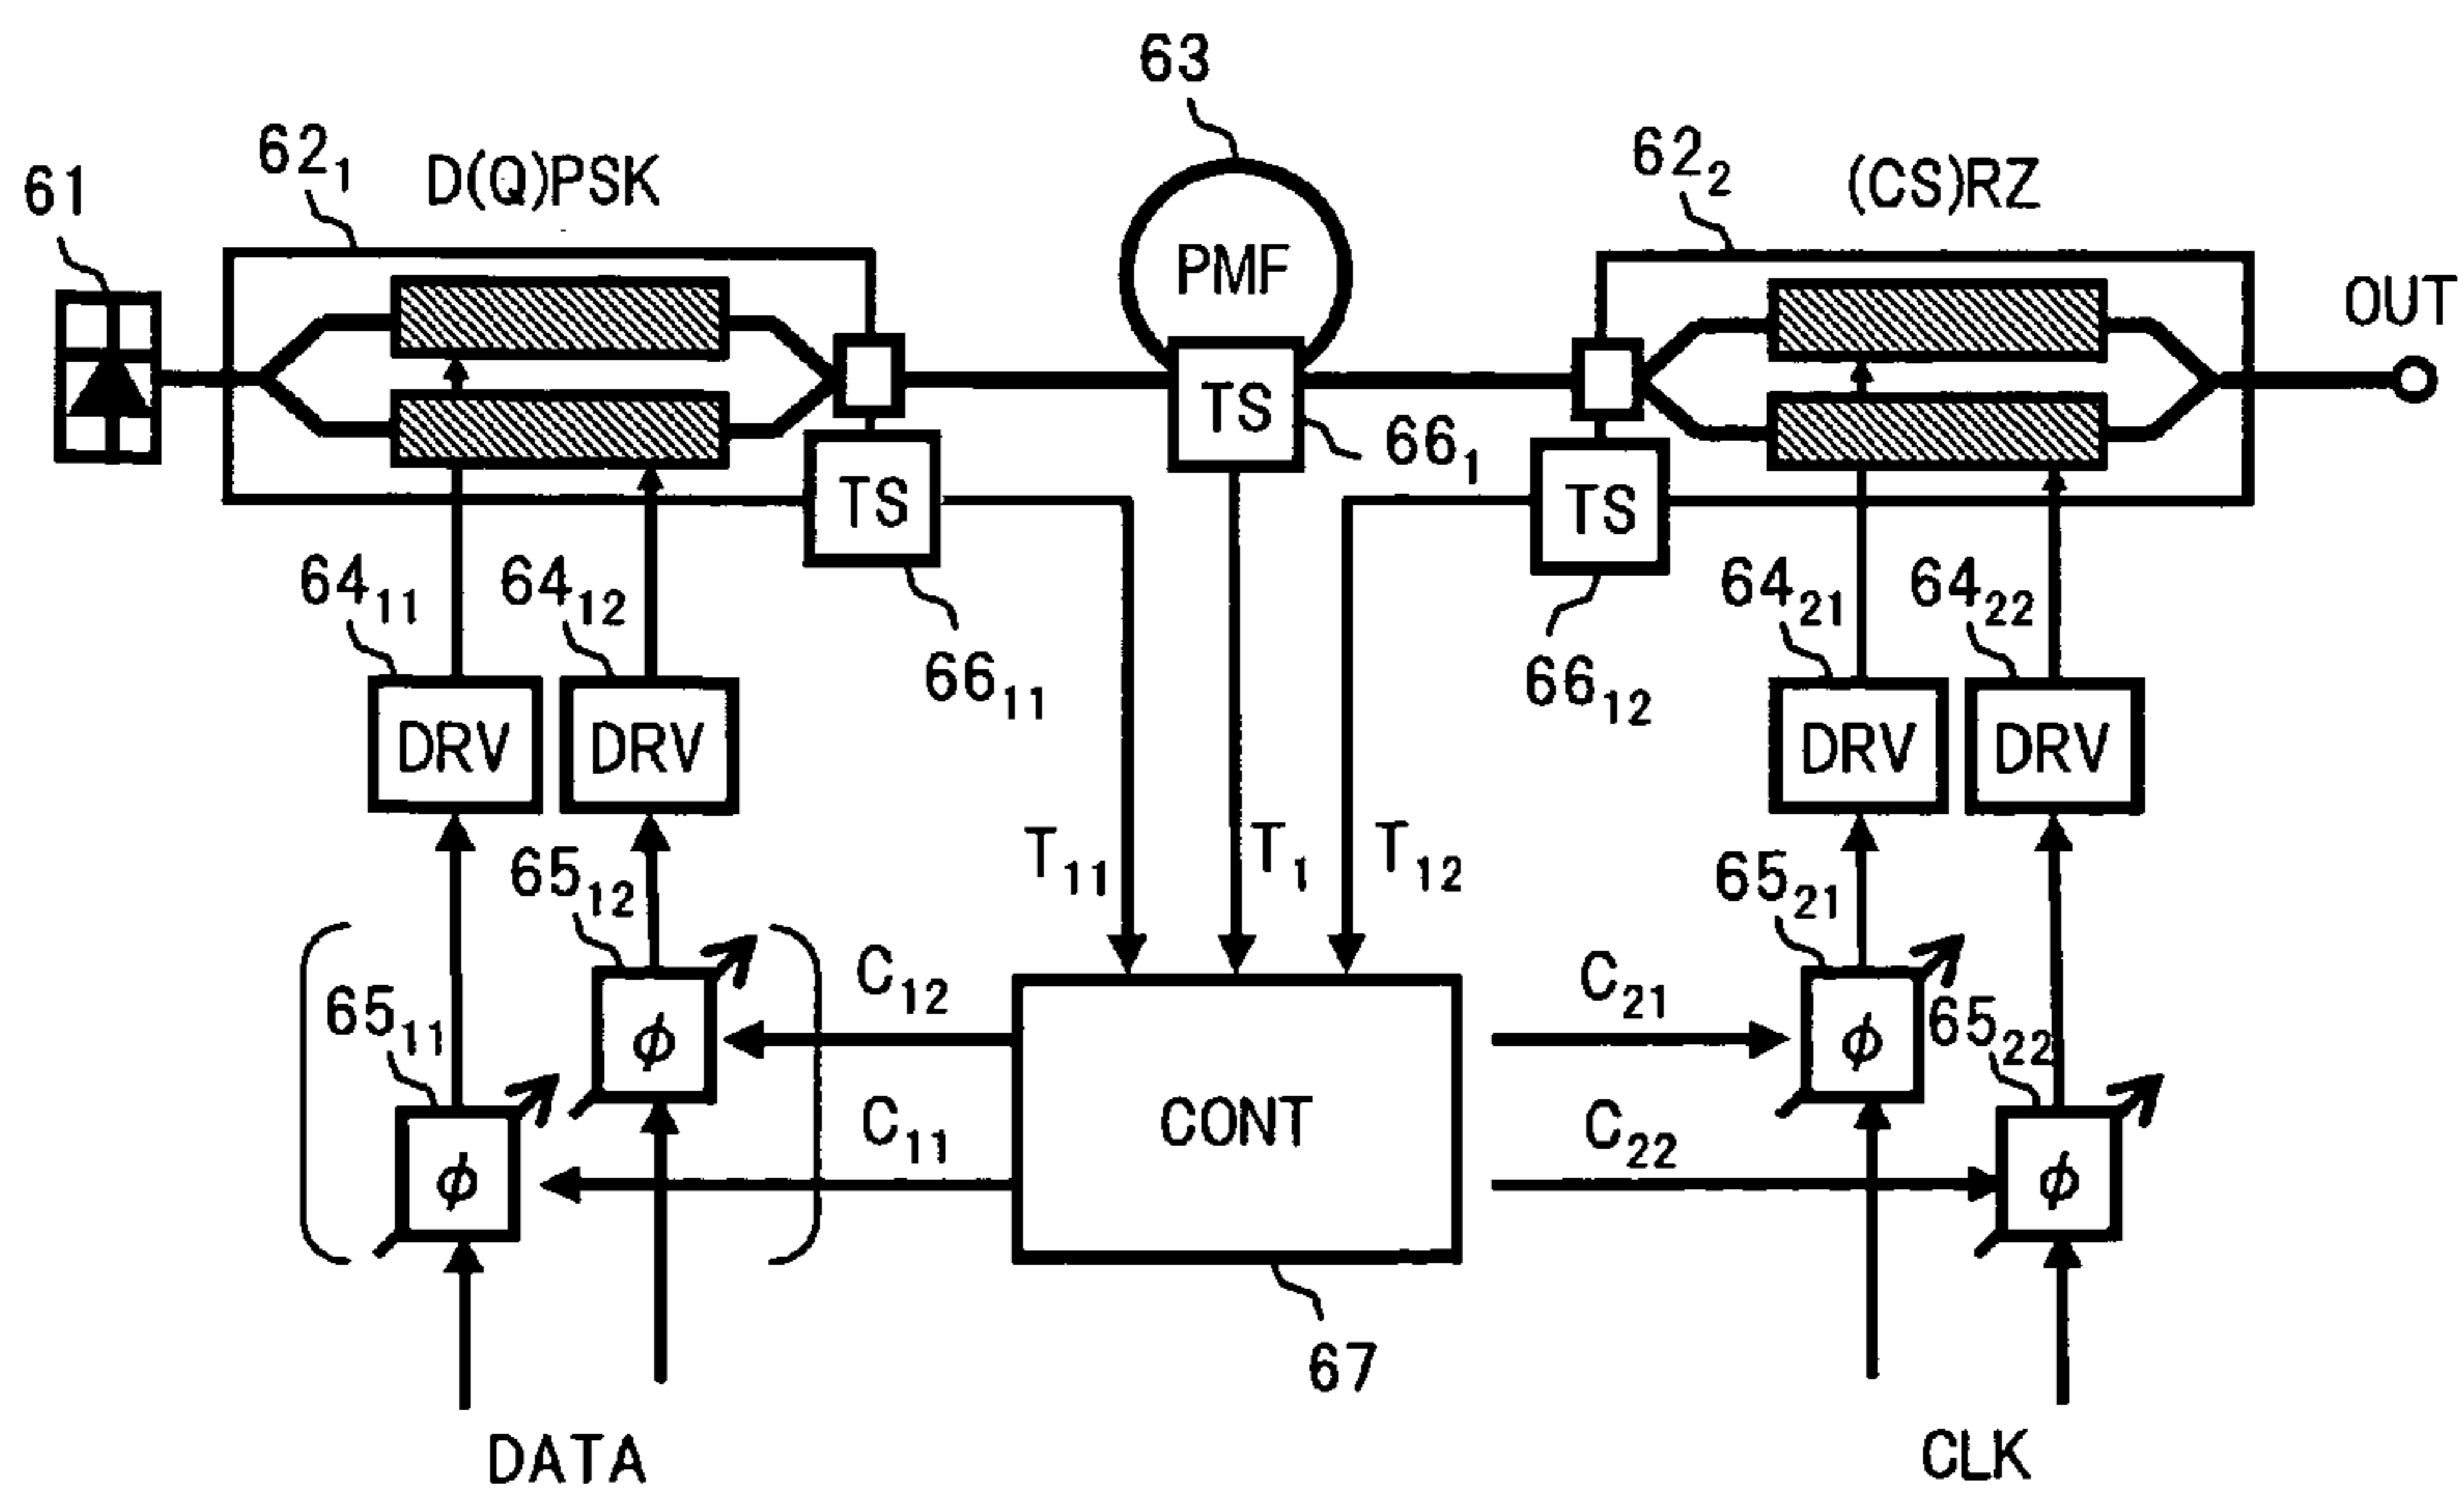 63
61
62₁
D(Q)PSK
62₂
(CS)RZ
PMF
OUT
TS
66₁
TS
TS
64₁₁
64₁₂
66₁₁
66₁₂
64₂₁
64₂₂
DRV
DRV
DRV
DRV
T₁₁
T₁
T₁₂
65₁₂
65₂₁
65₁₁
C₁₂
C₂₁
65₂₂
ϕ
ϕ
C₁₁
CONT
C₂₂
ϕ
ϕ
67
DATA
CLK